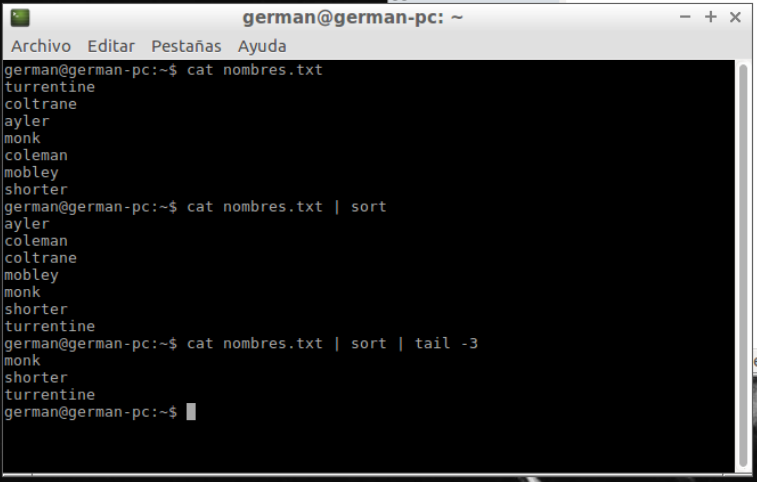 german@german-pc: ~
Archivo Editar Pestañas Ayuda
german@german-pc:~$ cat nombres.txt
turrentine
coltrane
ayler
monk
coleman
mobley
shorter
german@german-pc:~$ cat nombres.txt | sort
ayler
coleman
coltrane
mobley
monk
shorter
turrentine
german@german-pc:~$ cat nombres.txt | sort | tail -3
monk
shorter
turrentine
german@german-pc:~$